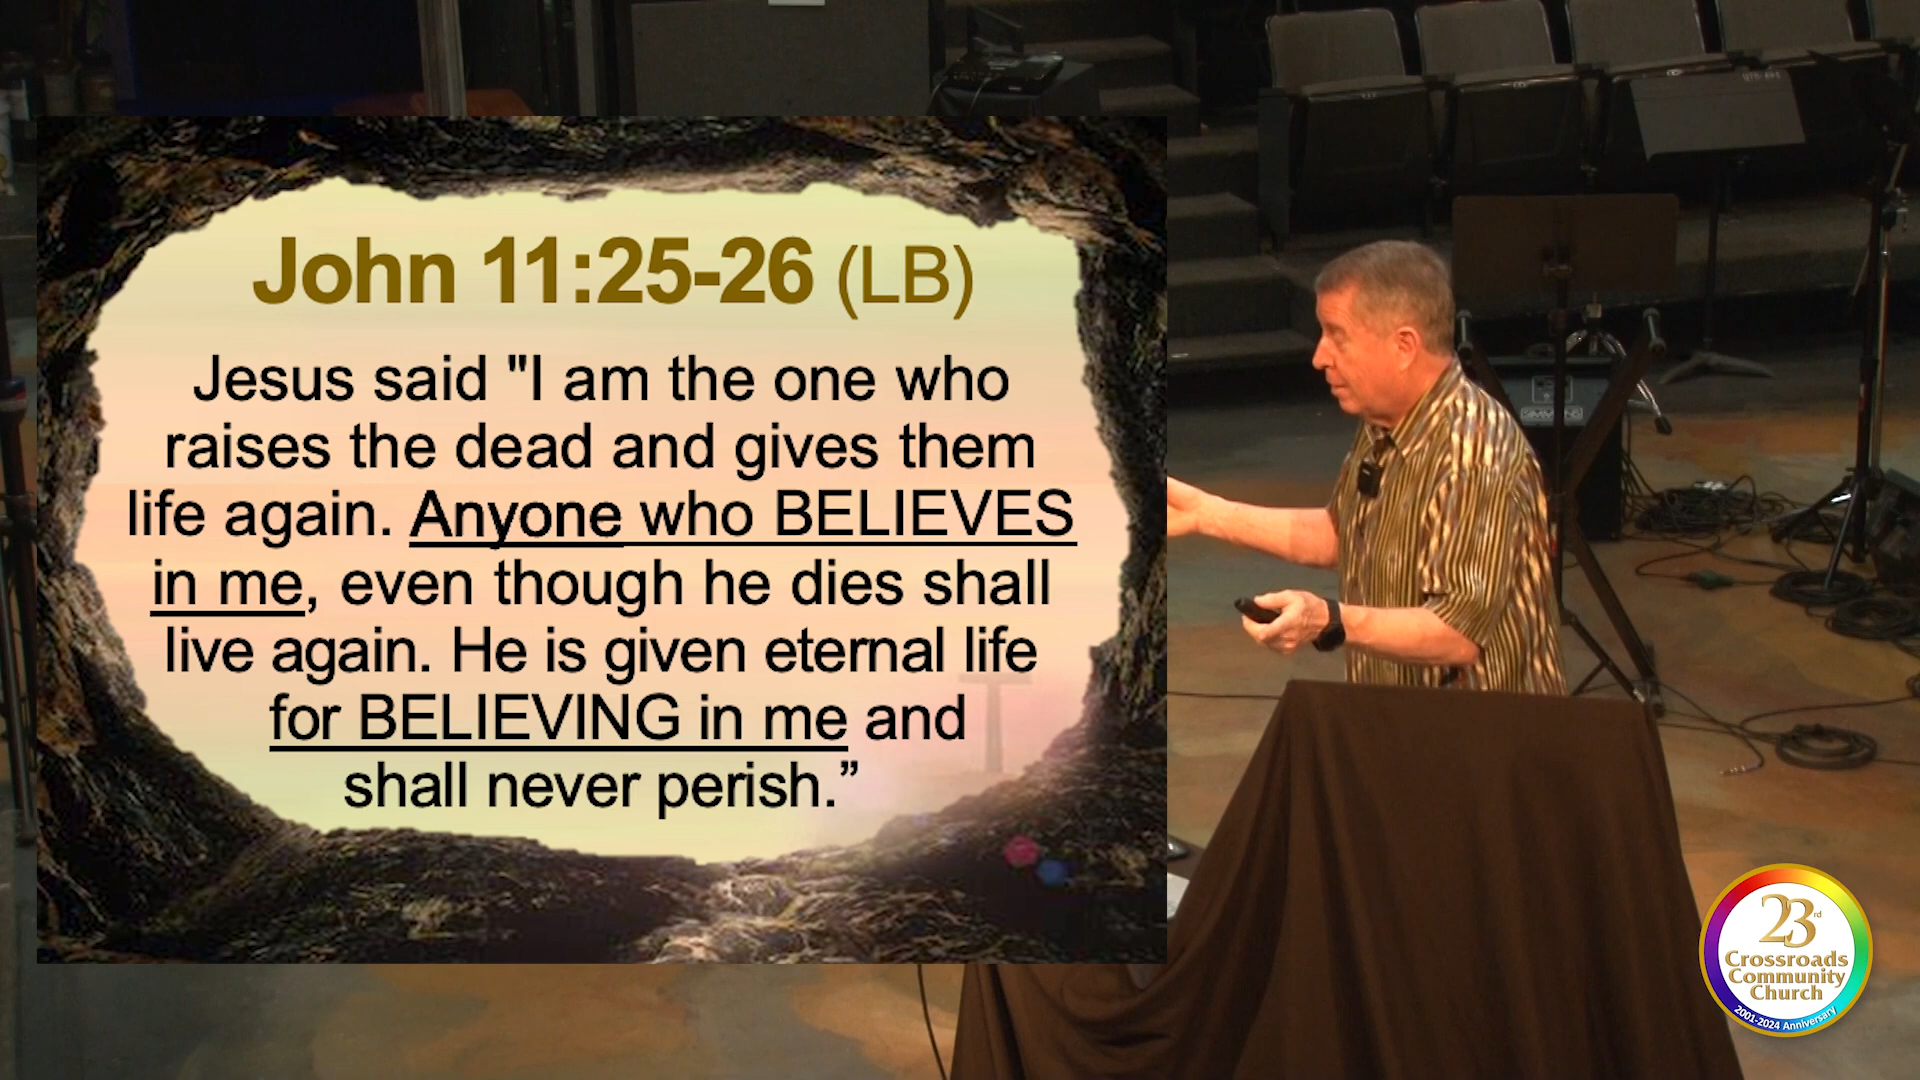 John 11:25-26 (LB)
Jesus said "I am the one who
raises the dead and gives them
life again. Anyone who BELIEVES
in me, even though he dies shall
live again. He is given eternal life
for BELIEVING in me and
shall never perish.”
SIMMONS
23rd
Crossroads
Community
Church
2001-2024 Anniversary